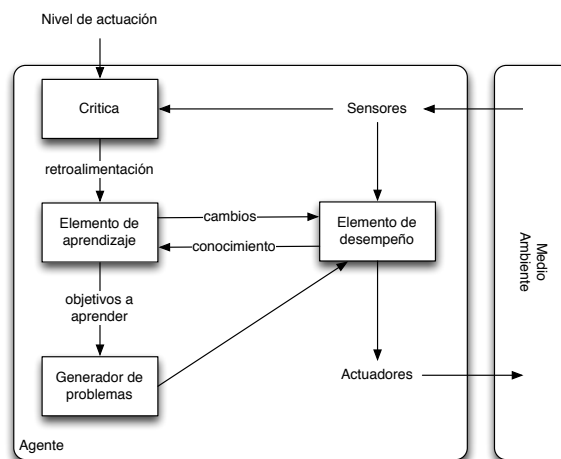 Nivel de actuación
Critica
Sensores
retroalimentación
Elemento de
aprendizaje
cambios
conocimiento
Elemento de
desempeño
Medio
Ambiente
objetivos a
aprender
Generador de
problemas
Actuadores
Agente